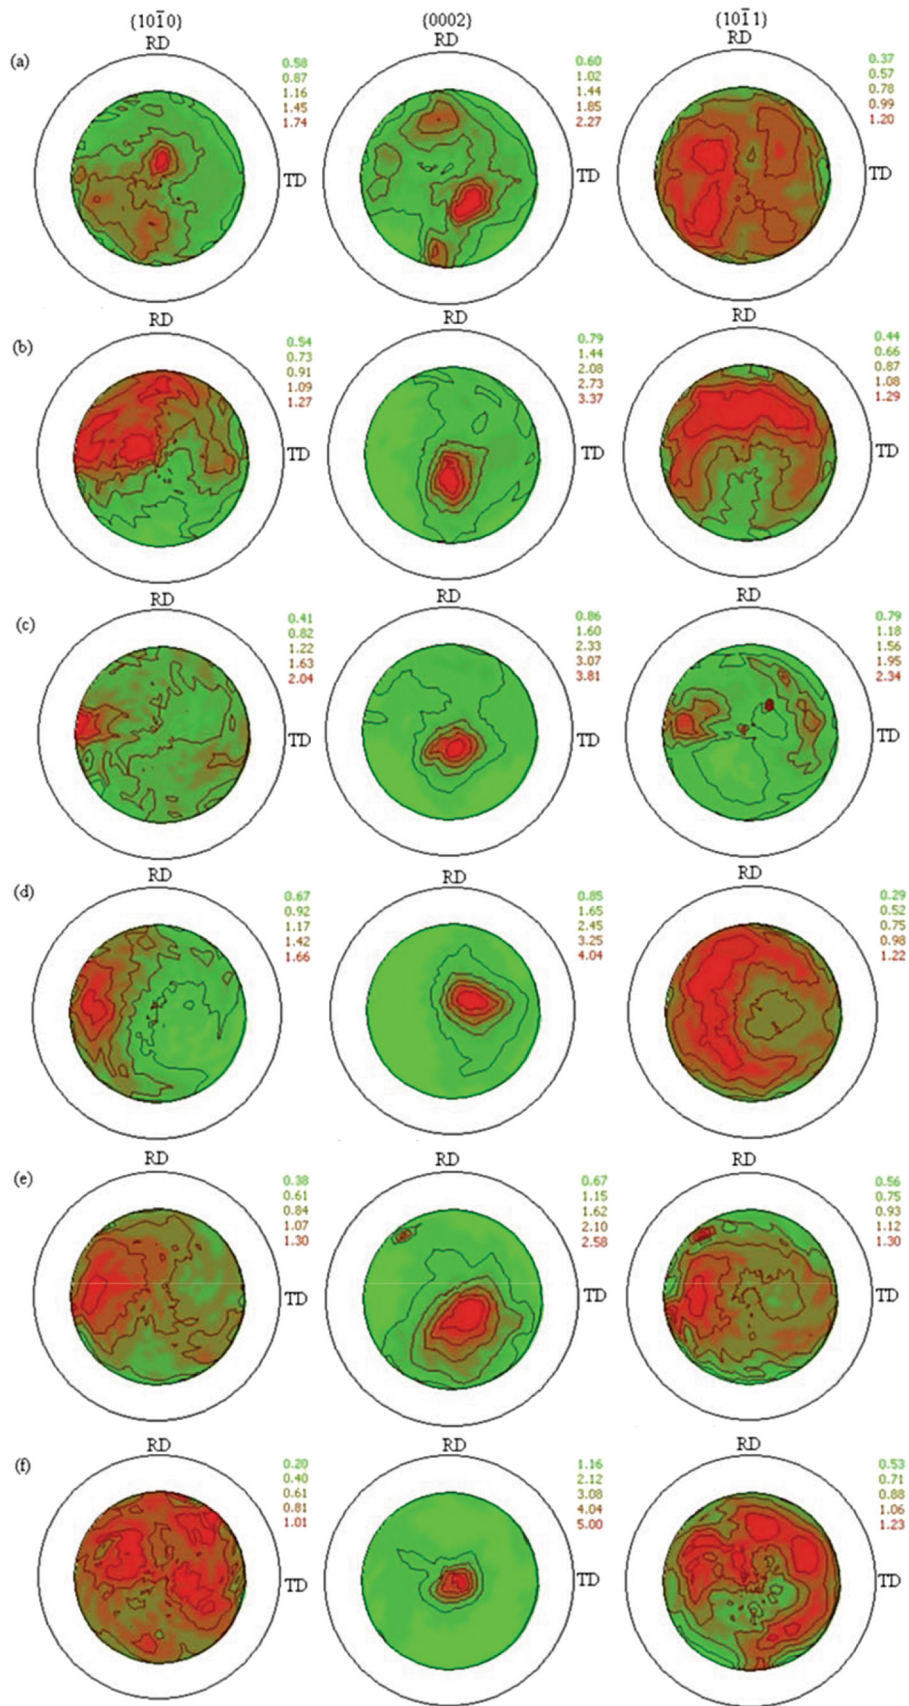 {101̄0} {0002} {101̄1}
RD RD RD
(a)
0.58 0.60 0.37
0.87 1.02 0.57
1.16 1.44 0.78
1.45 1.85 0.99
1.74 2.27 1.20
TD TD TD
RD RD RD
(b)
0.54 0.79 0.44
0.73 1.44 0.66
0.91 2.08 0.87
1.09 2.73 1.08
1.27 3.37 1.29
TD TD TD
RD RD RD
(c)
0.41 0.86 0.79
0.82 1.60 1.18
1.22 2.33 1.56
1.63 3.07 1.95
2.04 3.81 2.34
TD TD TD
RD RD RD
(d)
0.67 0.85 0.29
0.92 1.65 0.52
1.17 2.45 0.75
1.42 3.25 0.98
1.66 4.04 1.22
TD TD TD
RD RD RD
(e)
0.38 0.67 0.56
0.61 1.15 0.75
0.84 1.62 0.93
1.07 2.10 1.12
1.30 2.58 1.30
TD TD TD
RD RD RD
(f)
0.20 1.16 0.53
0.40 2.12 0.71
0.61 3.08 0.88
0.81 4.04 1.06
1.01 5.00 1.23
TD TD TD